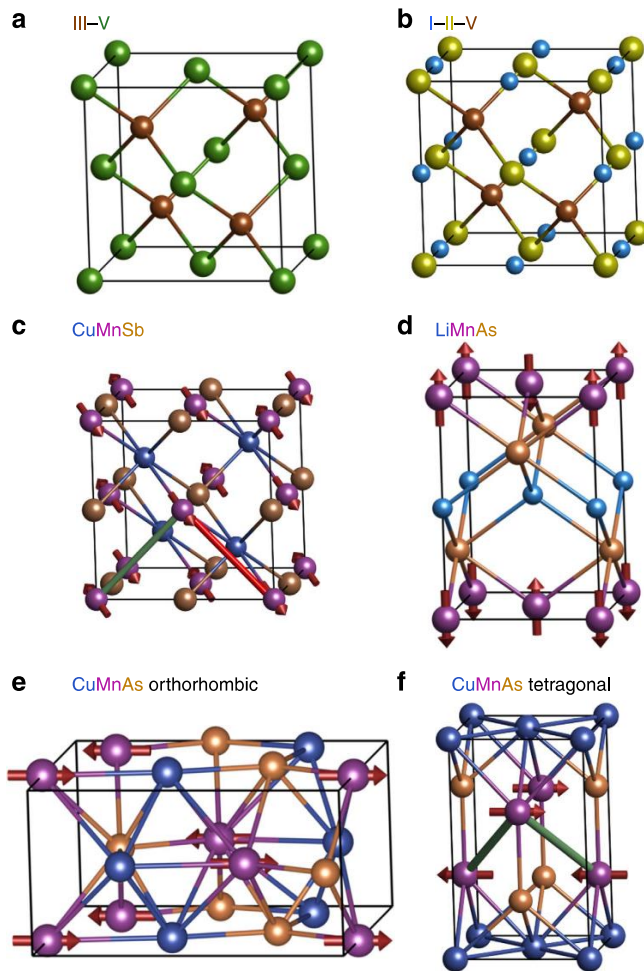 a III–V
b I–II–V
c CuMnSb
d LiMnAs
e CuMnAs orthorhombic
f CuMnAs tetragonal